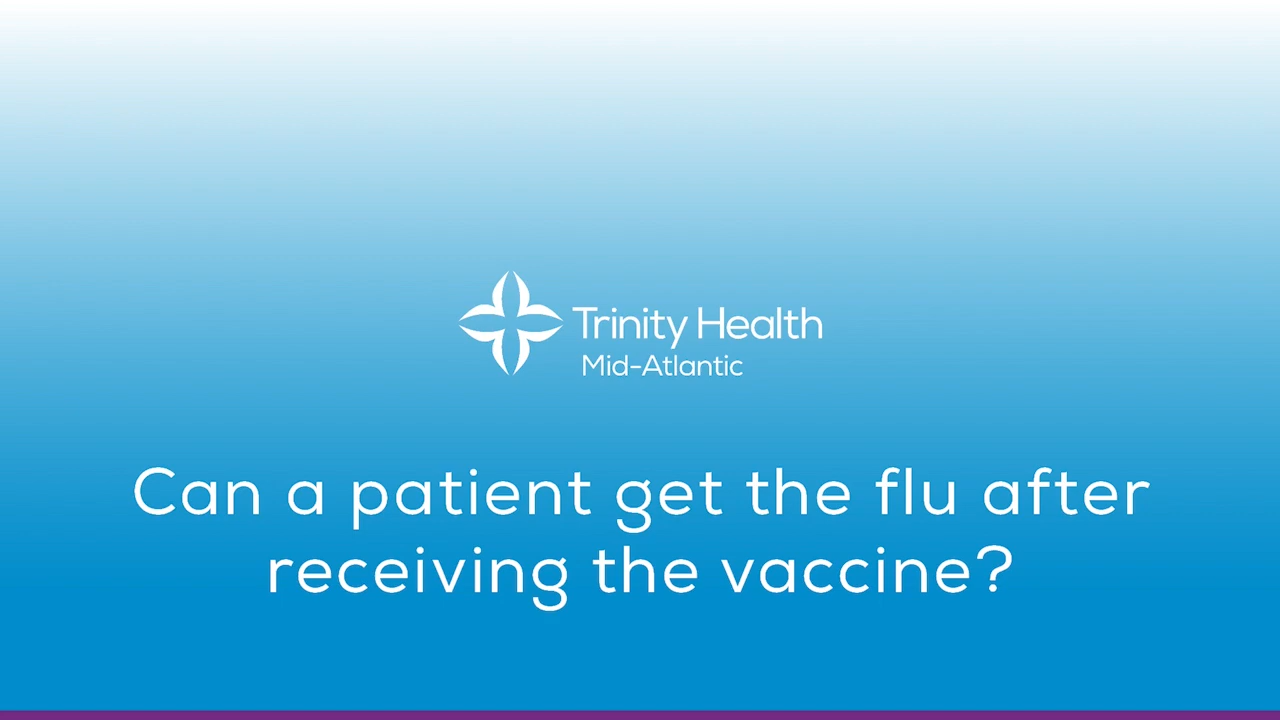 Trinity Health
Mid-Atlantic
Can a patient get the flu after
receiving the vaccine?